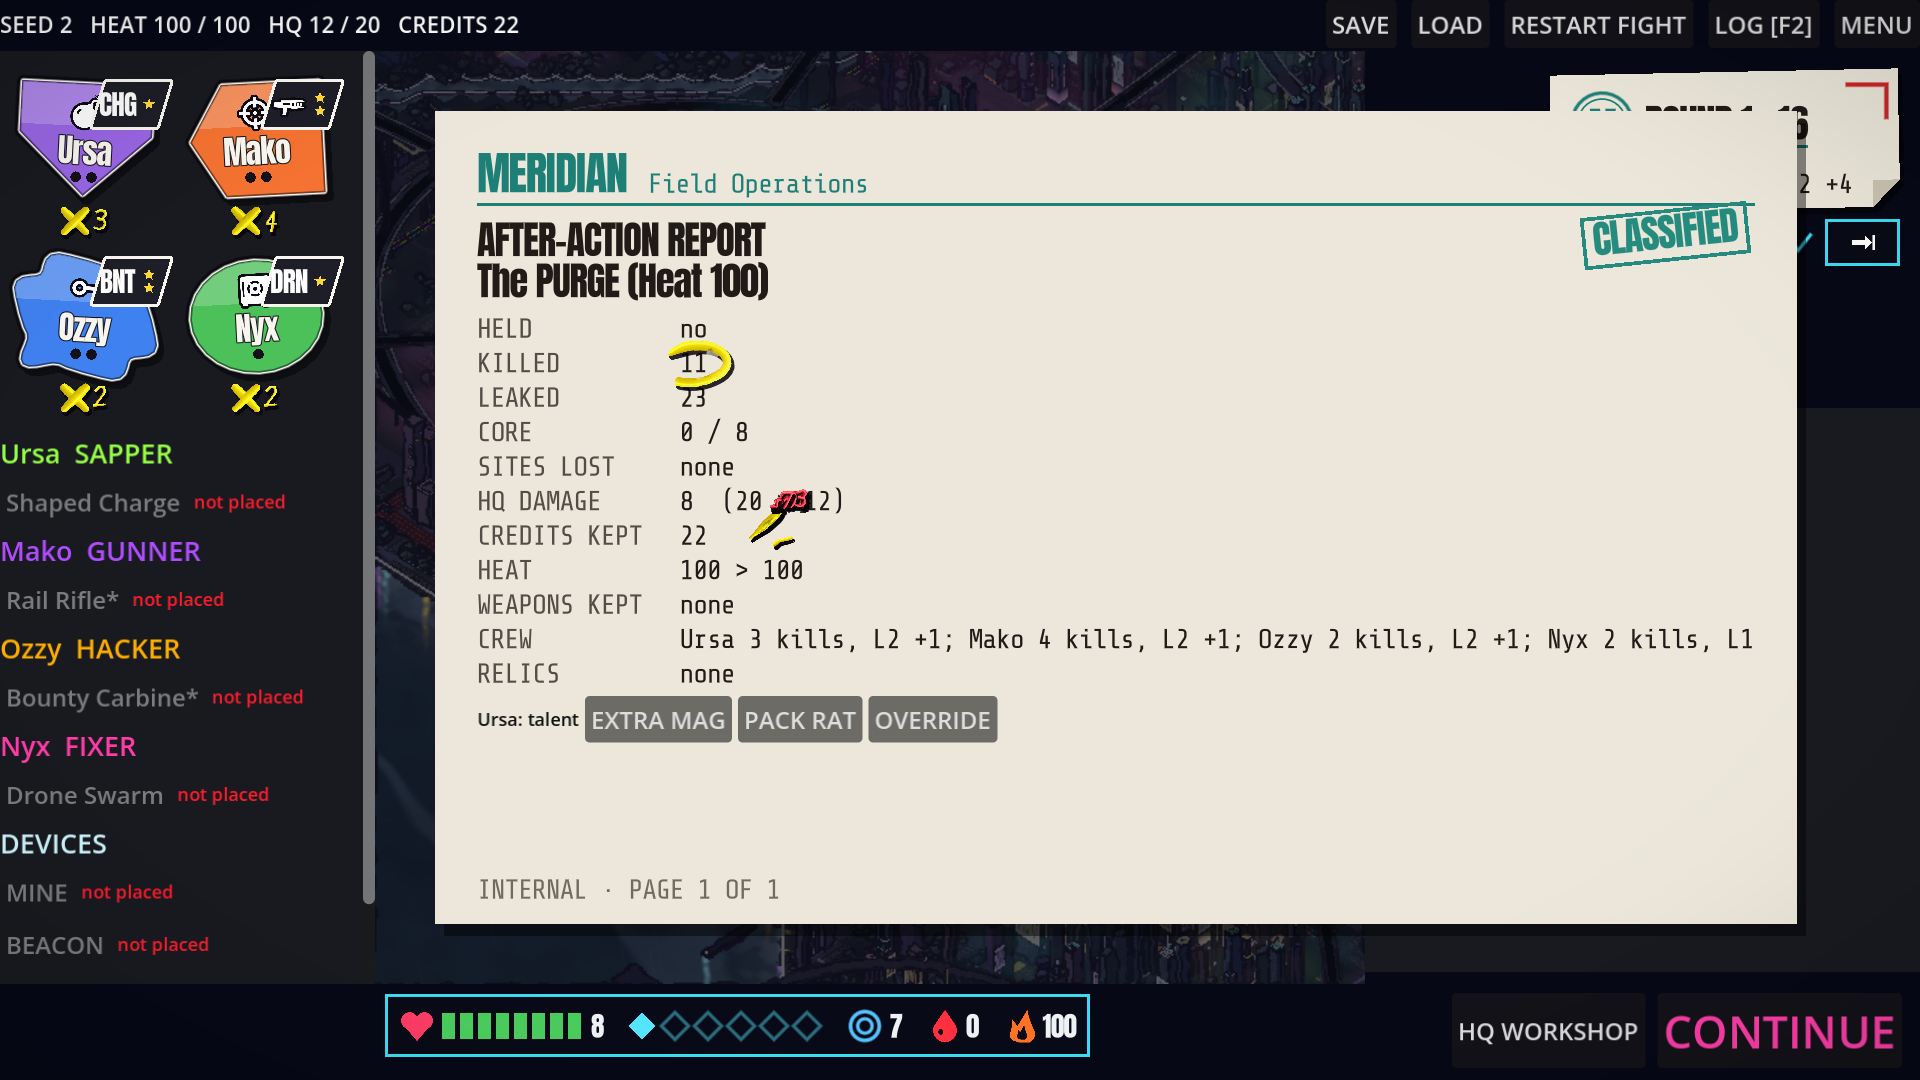 SEED 2 HEAT 100 / 100 HQ 12 / 20 CREDITS 22
SAVE LOAD RESTART FIGHT LOG [F2] MENU
CHG
Ursa
3
Mako
4
BNT
Ozzy
2
DRN
Nyx
2
Ursa SAPPER
Shaped Charge not placed
Mako GUNNER
Rail Rifle* not placed
Ozzy HACKER
Bounty Carbine* not placed
Nyx FIXER
Drone Swarm not placed
DEVICES
MINE not placed
BEACON not placed
2 +4
MERIDIAN Field Operations
CLASSIFIED
AFTER-ACTION REPORT
The PURGE (Heat 100)
HELD no
KILLED 11
LEAKED 23
CORE 0 / 8
SITES LOST none
HQ DAMAGE 8 (20 12)
CREDITS KEPT 22
HEAT 100 > 100
WEAPONS KEPT none
CREW Ursa 3 kills, L2 +1; Mako 4 kills, L2 +1; Ozzy 2 kills, L2 +1; Nyx 2 kills, L1
RELICS none
Ursa: talent EXTRA MAG PACK RAT OVERRIDE
INTERNAL · PAGE 1 OF 1
8 7 0 100
HQ WORKSHOP CONTINUE